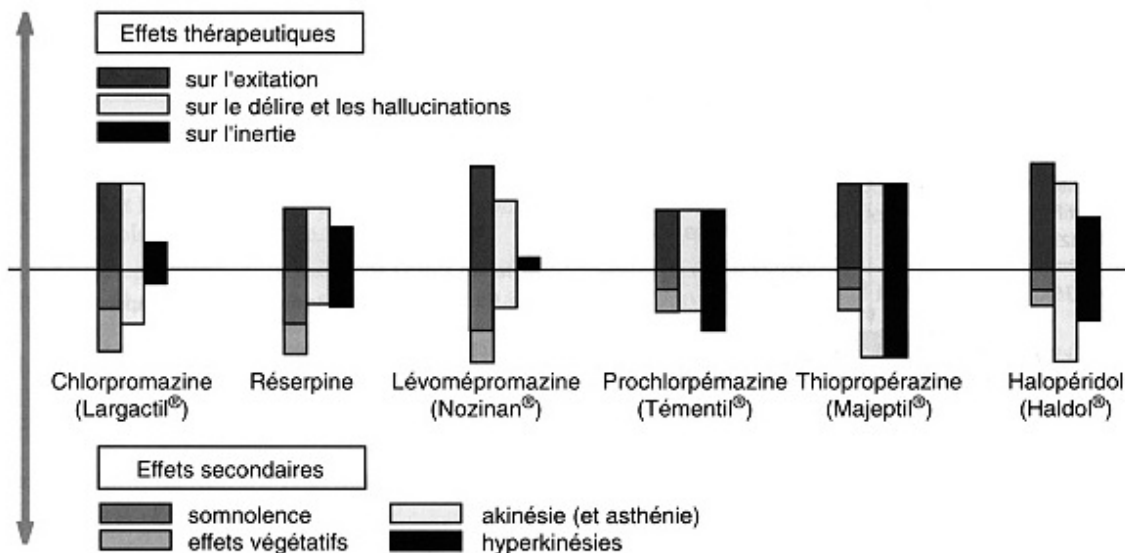 Effets thérapeutiques
sur l'exitation
sur le délire et les hallucinations
sur l'inertie
Chlorpromazine
(Largactil®)
Réserpine
Lévomépromazine
(Nozinan®)
Prochlorpémazine
(Témentil®)
Thiopropérazine
(Majeptil®)
Halopéridol
(Haldol®)
Effets secondaires
somnolence
effets végétatifs
akinésie (et asthénie)
hyperkinésies